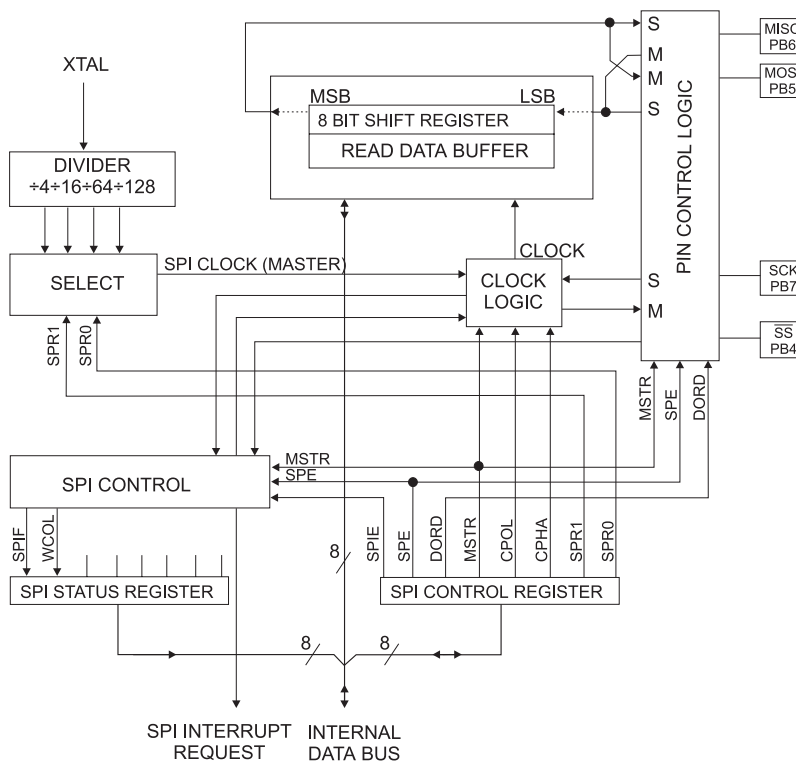 XTAL
DIVIDER
÷4÷16÷64÷128
SELECT
SPI CLOCK (MASTER)
SPR1
SPR0
MSB
LSB
8 BIT SHIFT REGISTER
READ DATA BUFFER
CLOCK
CLOCK
LOGIC
S
M
M
S
S
M
PIN CONTROL LOGIC
MISO
PB6
MOSI
PB5
SCK
PB7
SS
PB4
MSTR
SPE
DORD
SPI CONTROL
MSTR
SPE
SPIF
WCOL
SPIE
SPE
DORD
MSTR
CPOL
CPHA
SPR1
SPR0
SPI STATUS REGISTER
SPI CONTROL REGISTER
8
8
8
SPI INTERRUPT
REQUEST
INTERNAL
DATA BUS